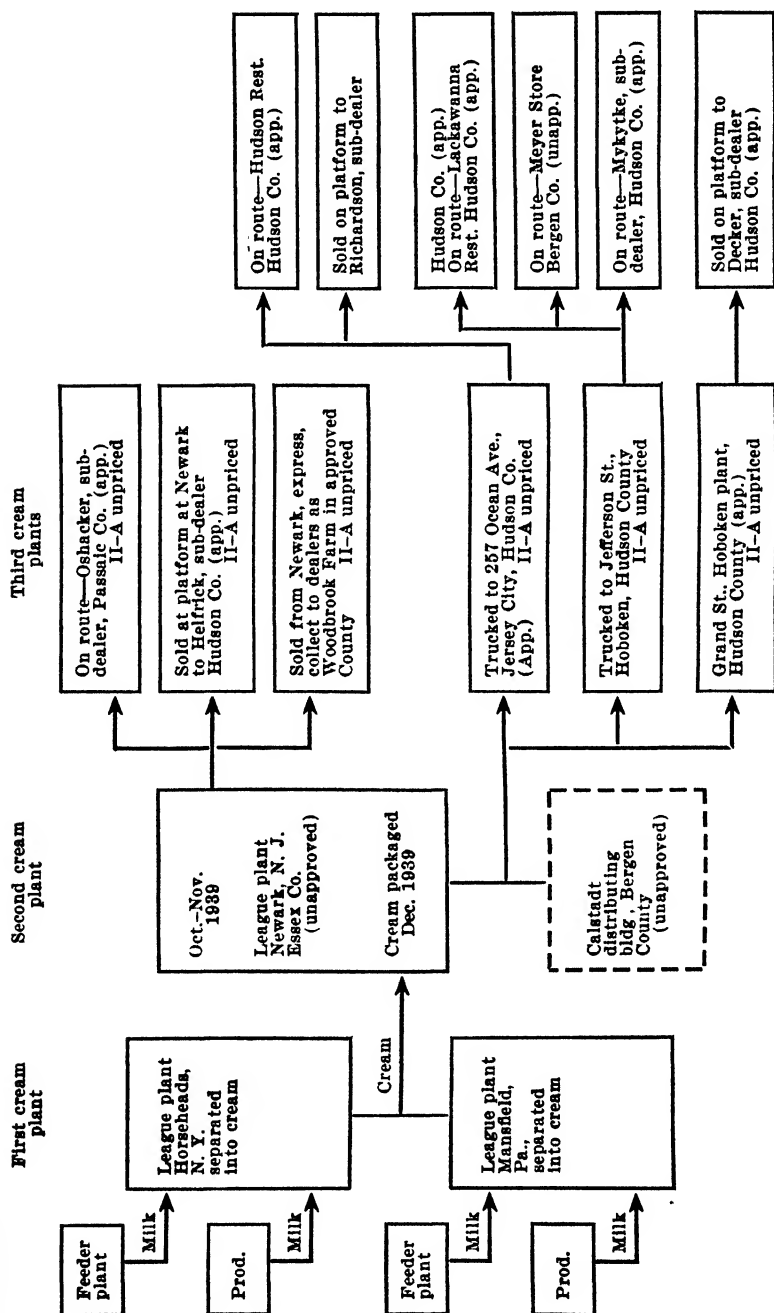 First cream
plant
Second cream
plant
Third cream
plants
Feeder
plant
Milk
Prod.
Milk
League plant
Horseheads,
N. Y.
separated
into cream
Feeder
plant
Milk
Prod.
Milk
League plant
Mansfield,
Pa.,
separated
into cream
Cream
Oct.-Nov.
1939
League plant
Newark, N. J.
Essex Co.
(unapproved)
Cream packaged
Dec. 1939
Calstadt
distributing
bldg., Bergen
County
(unapproved)
On route—Oshacker, sub-
dealer, Passaic Co. (app.)
II-A unpriced
Sold at platform at Newark
to Helfrick, sub-dealer
Hudson Co. (app.)
II-A unpriced
Sold from Newark, express,
collect to dealers as
Woodbrook Farm in approved
County II-A unpriced
Trucked to 257 Ocean Ave.,
Jersey City, Hudson Co.
(App.) II-A unpriced
Trucked to Jefferson St.,
Hoboken, Hudson County
II-A unpriced
Grand St., Hoboken plant,
Hudson County (app.)
II-A unpriced
On route—Hudson Rest.
Hudson Co. (app.)
Sold on platform to
Richardson, sub-dealer
Hudson Co. (app.)
On route—Lackawanna
Rest. Hudson Co. (app.)
On route—Meyer Store
Bergen Co. (unapp.)
On route—Mykytke, sub-
dealer, Hudson Co. (app.)
Sold on platform to
Decker, sub-dealer
Hudson Co. (app.)